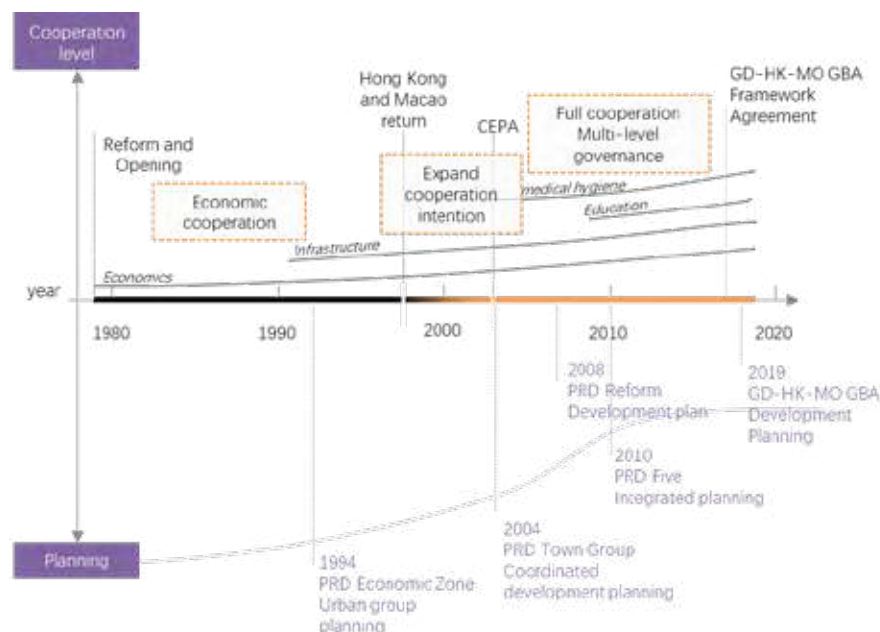 Cooperation
level
Hong Kong
and Macao
return
GD-HK-MO GBA
Framework
Agreement
Reform and
Opening
CEPA
Full cooperation
Multi-level
governance
Economic
cooperation
Expand
cooperation
intention
medical hygiene
Education
Infrastructure
Economics
year
1980
1990
2000
2010
2020
2008
PRD Reform
Development plan
2019
GD-HK-MO GBA
Development
Planning
2010
PRD Five
Integrated planning
Planning
1994
PRD Economic Zone
Urban group
planning
2004
PRD Town Group
Coordinated
development planning